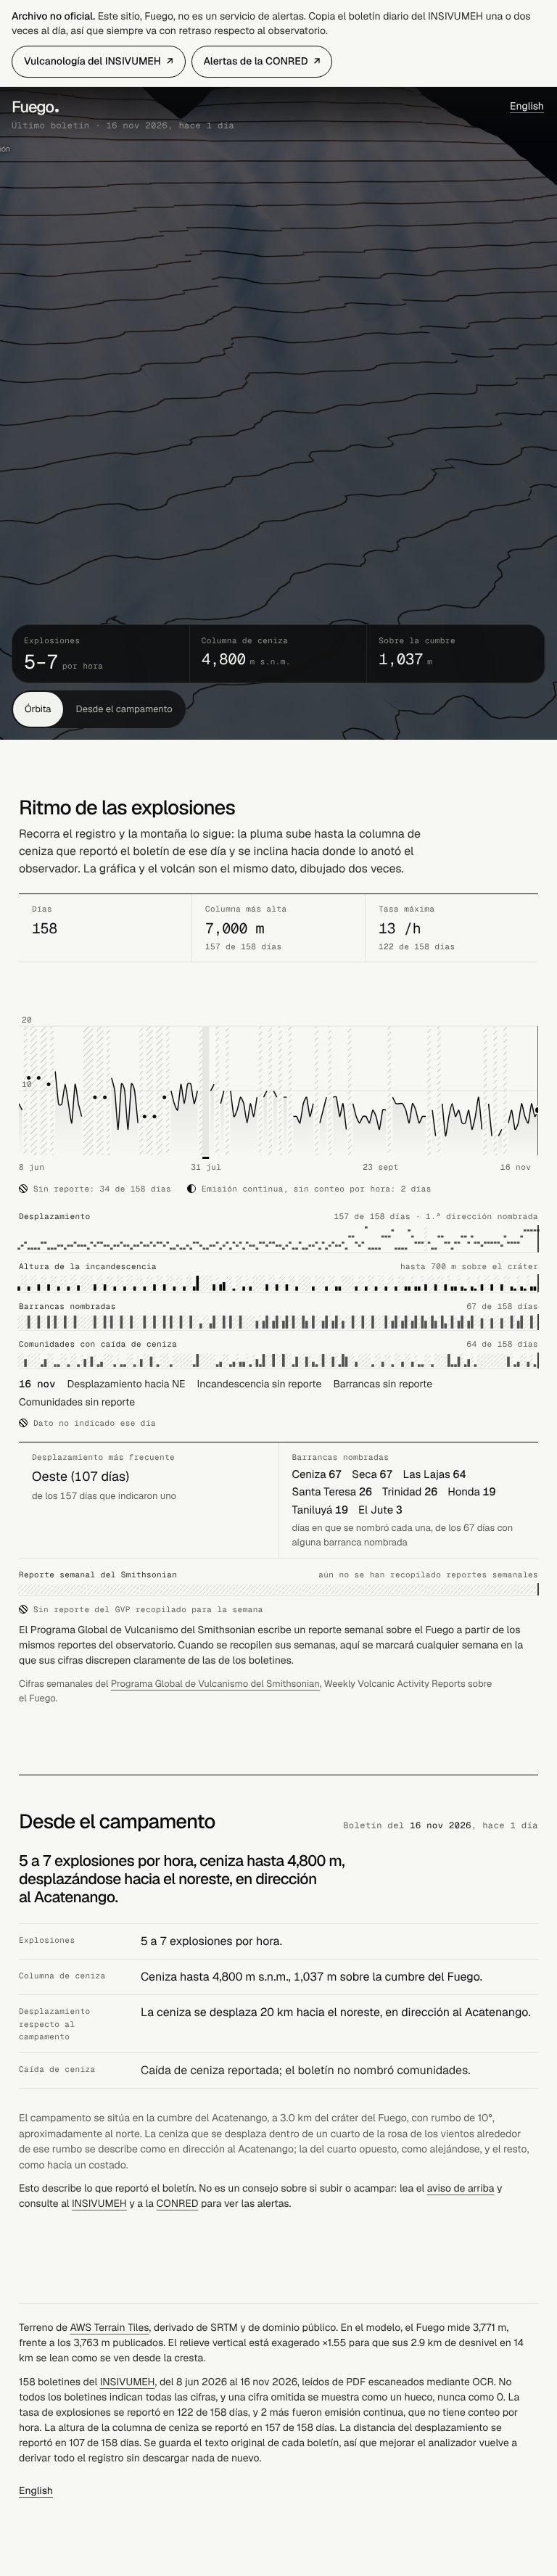 Archivo no oficial. Este sitio, Fuego, no es un servicio de alertas. Copia el boletín diario del INSIVUMEH una o dos
veces al día, así que siempre va con retraso respecto al observatorio.
Vulcanología del INSIVUMEH ↗ Alertas de la CONRED ↗
Fuego. English
Último boletín · 16 nov 2026, hace 1 día
ión
Explosiones Columna de ceniza Sobre la cumbre
5–7 por hora 4,800 m s.n.m. 1,037 m
Órbita Desde el campamento
Ritmo de las explosiones
Recorra el registro y la montaña lo sigue: la pluma sube hasta la columna de
ceniza que reportó el boletín de ese día y se inclina hacia donde lo anotó el
observador. La gráfica y el volcán son el mismo dato, dibujado dos veces.
Días Columna más alta Tasa máxima
158 7,000 m 13 /h
157 de 158 días 122 de 158 días
20
10
8 jun 31 jul 23 sept 16 nov
Sin reporte: 34 de 158 días Emisión continua, sin conteo por hora: 2 días
Desplazamiento 157 de 158 días · 1.ª dirección nombrada
Altura de la incandescencia hasta 700 m sobre el cráter
Barrancas nombradas 67 de 158 días
Comunidades con caída de ceniza 64 de 158 días
16 nov Desplazamiento hacia NE Incandescencia sin reporte Barrancas sin reporte
Comunidades sin reporte
Dato no indicado ese día
Desplazamiento más frecuente Barrancas nombradas
Oeste (107 días) Ceniza 67 Seca 67 Las Lajas 64
de los 157 días que indicaron uno Santa Teresa 26 Trinidad 26 Honda 19
Taniluyá 19 El Jute 3
días en que se nombró cada una, de los 67 días con
alguna barranca nombrada
Reporte semanal del Smithsonian aún no se han recopilado reportes semanales
Sin reporte del GVP recopilado para la semana
El Programa Global de Vulcanismo del Smithsonian escribe un reporte semanal sobre el Fuego a partir de los
mismos reportes del observatorio. Cuando se recopilen sus semanas, aquí se marcará cualquier semana en la
que sus cifras discrepen claramente de las de los boletines.
Cifras semanales del Programa Global de Vulcanismo del Smithsonian, Weekly Volcanic Activity Reports sobre
el Fuego.
Desde el campamento Boletín del 16 nov 2026, hace 1 día
5 a 7 explosiones por hora, ceniza hasta 4,800 m,
desplazándose hacia el noreste, en dirección
al Acatenango.
Explosiones 5 a 7 explosiones por hora.
Columna de ceniza Ceniza hasta 4,800 m s.n.m., 1,037 m sobre la cumbre del Fuego.
Desplazamiento La ceniza se desplaza 20 km hacia el noreste, en dirección al Acatenango.
respecto al
campamento
Caída de ceniza Caída de ceniza reportada; el boletín no nombró comunidades.
El campamento se sitúa en la cumbre del Acatenango, a 3.0 km del cráter del Fuego, con rumbo de 10°,
aproximadamente al norte. La ceniza que se desplaza dentro de un cuarto de la rosa de los vientos alrededor
de ese rumbo se describe como en dirección al Acatenango; la del cuarto opuesto, como alejándose, y el resto,
como hacia un costado.
Esto describe lo que reportó el boletín. No es un consejo sobre si subir o acampar: lea el aviso de arriba y
consulte al INSIVUMEH y a la CONRED para ver las alertas.
Terreno de AWS Terrain Tiles, derivado de SRTM y de dominio público. En el modelo, el Fuego mide 3,771 m,
frente a los 3,763 m publicados. El relieve vertical está exagerado ×1.55 para que sus 2.9 km de desnivel en 14
km se lean como se ven desde la cresta.
158 boletines del INSIVUMEH, del 8 jun 2026 al 16 nov 2026, leídos de PDF escaneados mediante OCR. No
todos los boletines indican todas las cifras, y una cifra omitida se muestra como un hueco, nunca como 0. La
tasa de explosiones se reportó en 122 de 158 días, y 2 más fueron emisión continua, que no tiene conteo por
hora. La altura de la columna de ceniza se reportó en 157 de 158 días. La distancia del desplazamiento se
reportó en 107 de 158 días. Se guarda el texto original de cada boletín, así que mejorar el analizador vuelve a
derivar todo el registro sin descargar nada de nuevo.
English